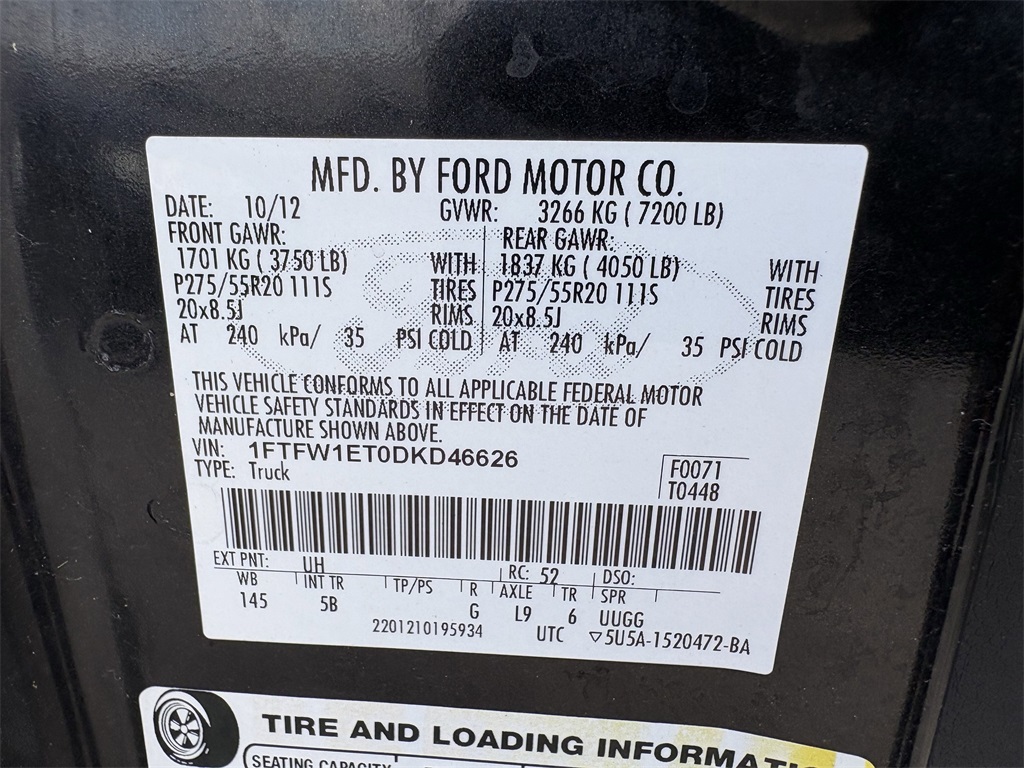 MFD. BY FORD MOTOR CO.
DATE: 10/12 GVWR: 3266 KG ( 7200 LB)
FRONT GAWR: REAR GAWR:
1701 KG ( 3750 LB) WITH 1837 KG ( 4050 LB) WITH
P275/55R20 111S TIRES P275/55R20 111S TIRES
20x8.5J RIMS 20x8.5J RIMS
AT 240 kPa/ 35 PSI COLD AT 240 kPa/ 35 PSI COLD
THIS VEHICLE CONFORMS TO ALL APPLICABLE FEDERAL MOTOR
VEHICLE SAFETY STANDARDS IN EFFECT ON THE DATE OF
MANUFACTURE SHOWN ABOVE.
VIN: 1FTFW1ET0DKD46626
TYPE: Truck
F0071
T0448
EXT PNT: UH RC: 52 DSO:
WB INT TR TP/PS R AXLE TR SPR
145 5B G L9 6 UUGG
2201210195934 UTC ▽5U5A-1520472-BA
TIRE AND LOADING INFORMATI
SEATING CAPACITY